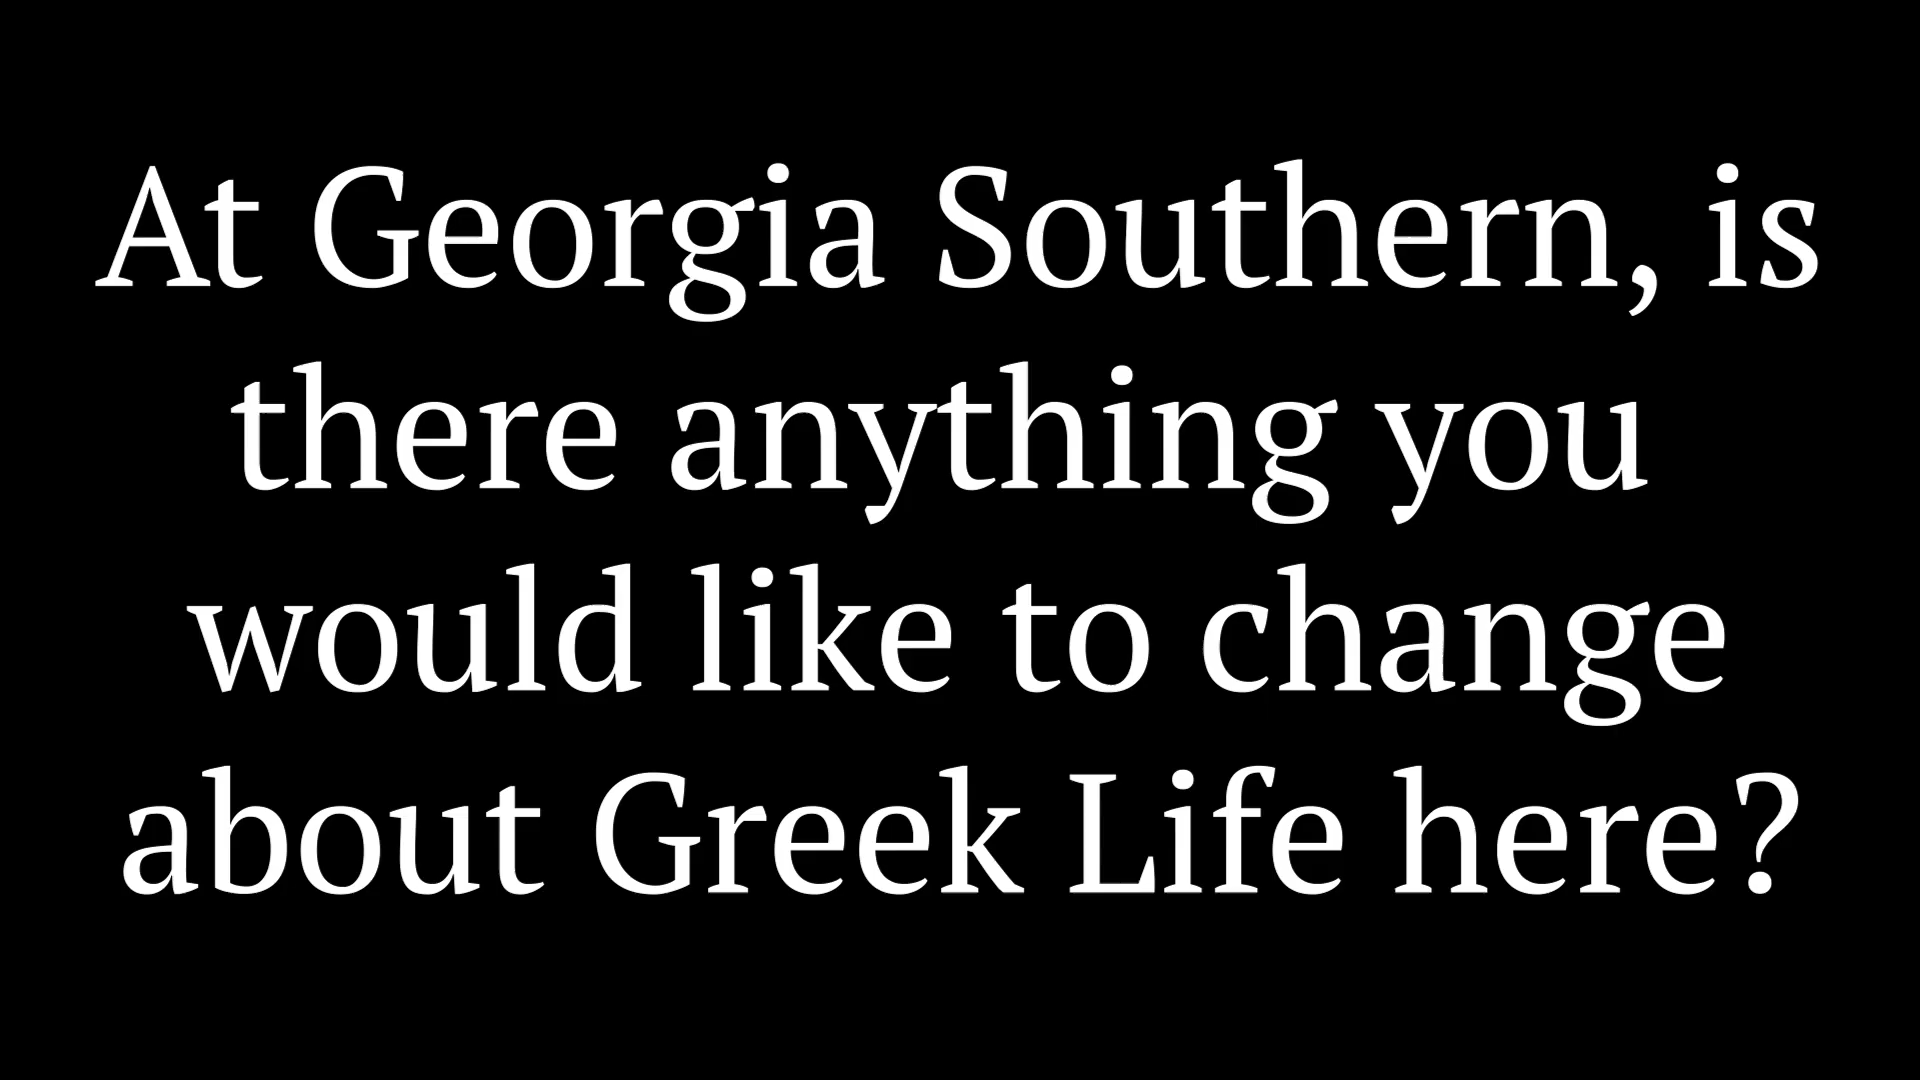 At Georgia Southern, is
there anything you
would like to change
about Greek Life here?